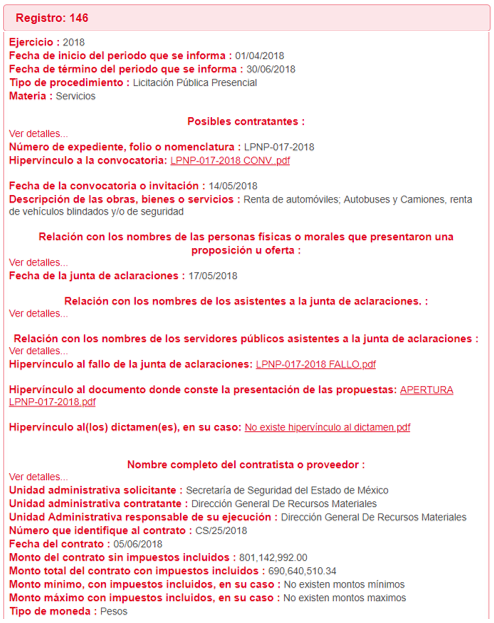 Registro: 146
Ejercicio : 2018
Fecha de inicio del periodo que se informa : 01/04/2018
Fecha de término del periodo que se informa : 30/06/2018
Tipo de procedimiento : Licitación Pública Presencial
Materia : Servicios
Posibles contratantes :
Ver detalles...
Número de expediente, folio o nomenclatura : LPNP-017-2018
Hipervínculo a la convocatoria: LPNP-017-2018 CONV .pdf
Fecha de la convocatoria o invitación : 14/05/2018
Descripción de las obras, bienes o servicios : Renta de automóviles; Autobuses y Camiones, renta
de vehículos blindados y/o de seguridad
Relación con los nombres de las personas físicas o morales que presentaron una
proposición u oferta :
Ver detalles...
Fecha de la junta de aclaraciones : 17/05/2018
Relación con los nombres de los asistentes a la junta de aclaraciones. :
Ver detalles...
Relación con los nombres de los servidores públicos asistentes a la junta de aclaraciones :
Ver detalles...
Hipervínculo al fallo de la junta de aclaraciones: LPNP-017-2018 FALLO.pdf
Hipervínculo al documento donde conste la presentación de las propuestas: APERTURA
LPNP-017-2018.pdf
Hipervínculo al(los) dictamen(es), en su caso: No existe hipervínculo al dictamen.pdf
Nombre completo del contratista o proveedor :
Ver detalles...
Unidad administrativa solicitante : Secretaría de Seguridad del Estado de México
Unidad administrativa contratante : Dirección General De Recursos Materiales
Unidad Administrativa responsable de su ejecución : Dirección General De Recursos Materiales
Número que identifique al contrato : CS/25/2018
Fecha del contrato : 05/06/2018
Monto del contrato sin impuestos incluidos : 801,142,992.00
Monto total del contrato con impuestos incluidos : 690,640,510.34
Monto mínimo, con impuestos incluidos, en su caso : No existen montos mínimos
Monto máximo con impuestos incluidos, en su caso : No existen montos maximos
Tipo de moneda : Pesos